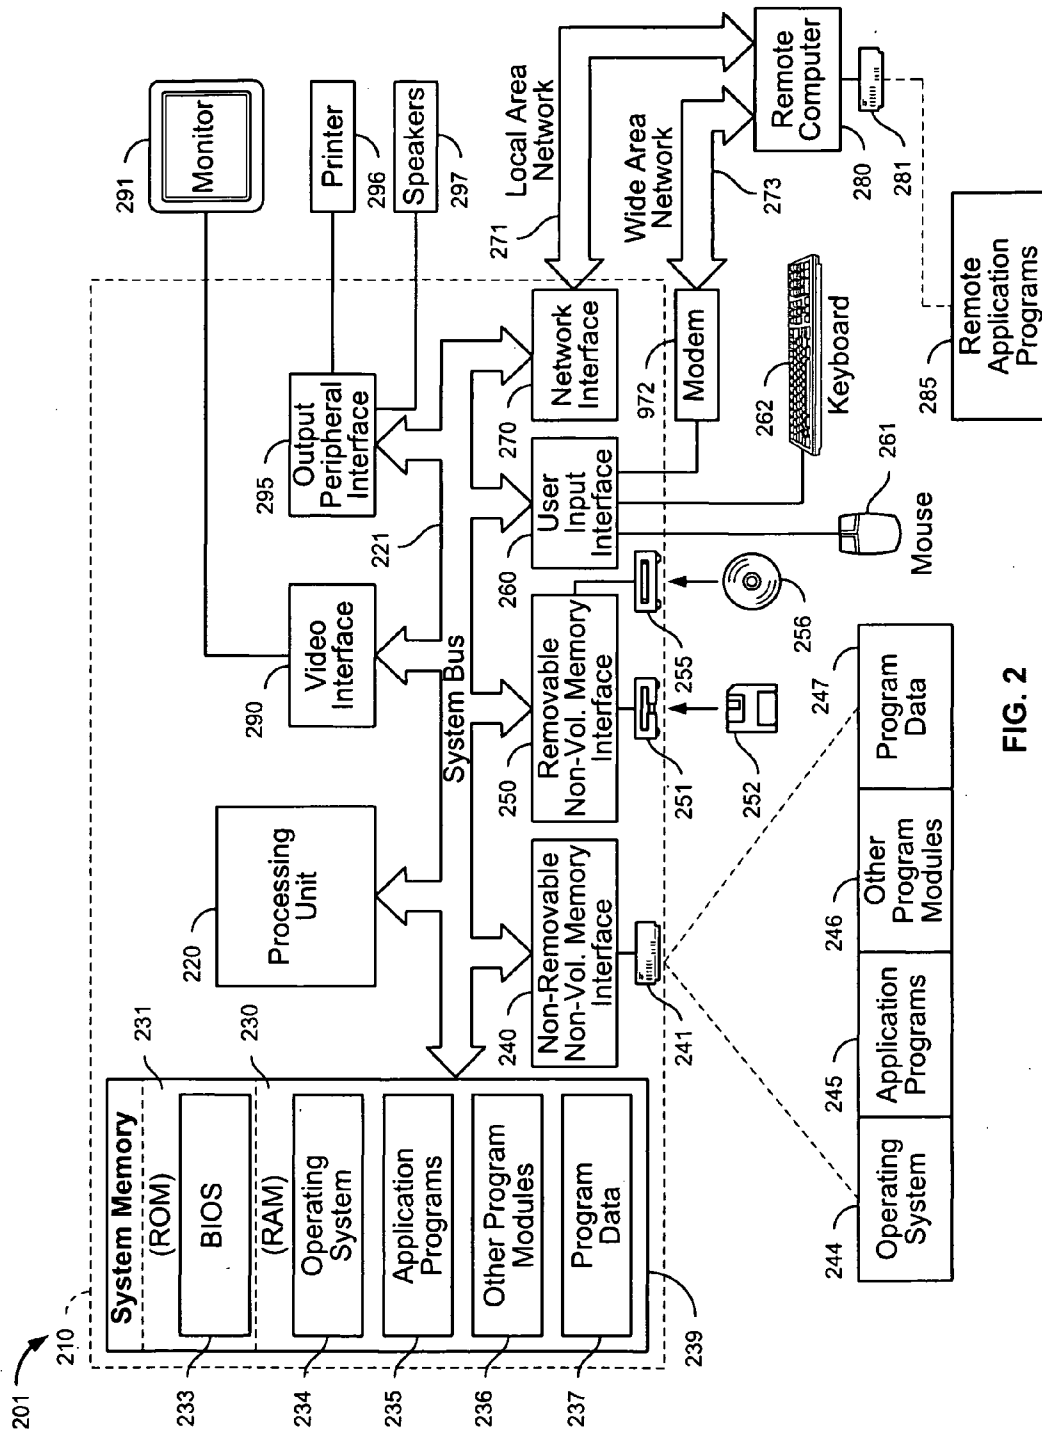 201
210
System Memory
(ROM)
231
BIOS
233
(RAM)
230
Operating
System
234
Application
Programs
235
Other Program
Modules
236
Program
Data
237
239
220
Processing
Unit
290
Video
Interface
295
Output
Peripheral
Interface
221
System Bus
291
Monitor
Printer
296
Speakers
297
240
Non-Removable
Non-Vol. Memory
Interface
241
250
Removable
Non-Vol. Memory
Interface
251
255
252
256
260
User
Input
Interface
270
Network
Interface
271
Local Area
Network
Wide Area
Network
273
972
Modem
Remote
Computer
280
281
262
Keyboard
261
Mouse
285
Remote
Application
Programs
244
Operating
System
245
Application
Programs
246
Other
Program
Modules
247
Program
Data
FIG. 2